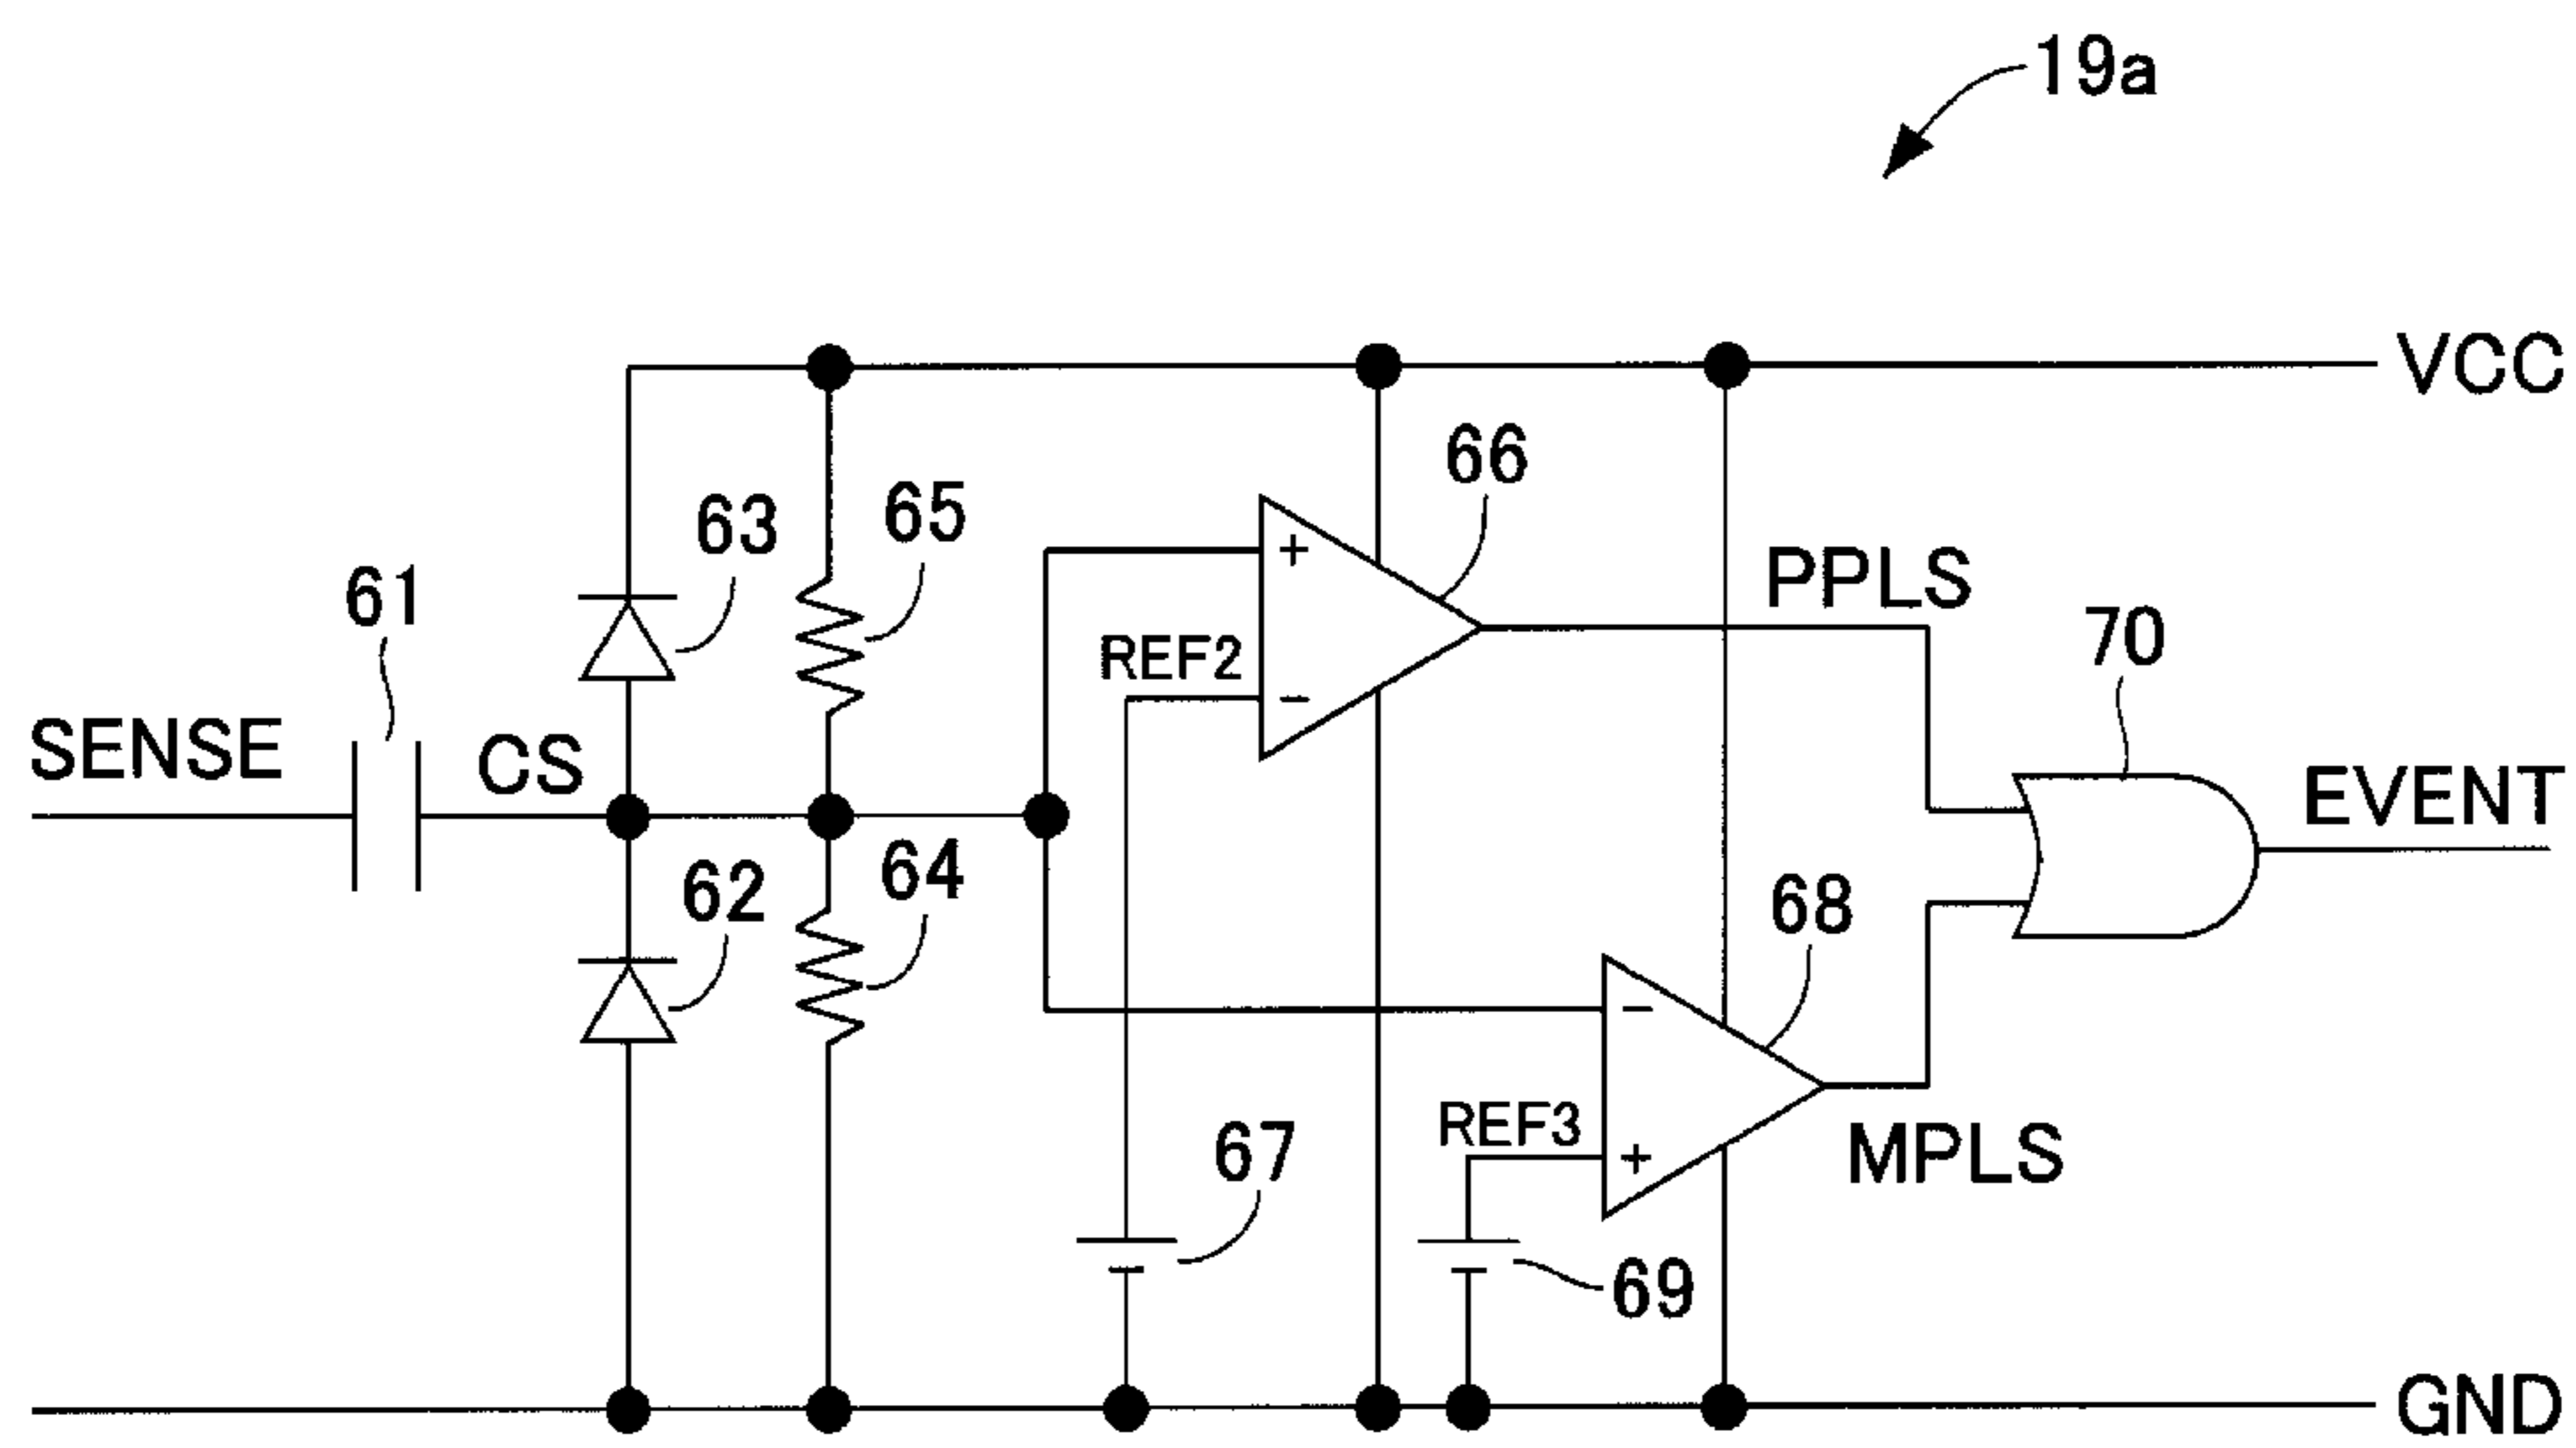 19a
VCC
63
65
66
61
PPLS
REF2
70
SENSE
CS
EVENT
+
−
62
64
68
−
REF3
+
67
69
MPLS
GND